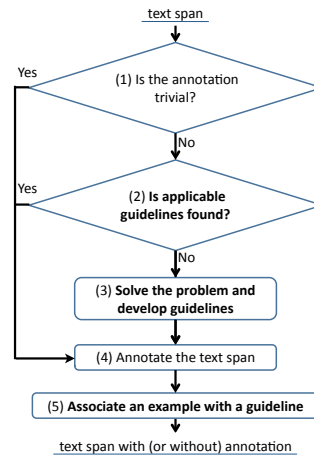 text span
Yes
(1) Is the annotation
trivial?
No
Yes
(2) Is applicable
guidelines found?
No
(3) Solve the problem and
develop guidelines
(4) Annotate the text span
(5) Associate an example with a guideline
text span with (or without) annotation